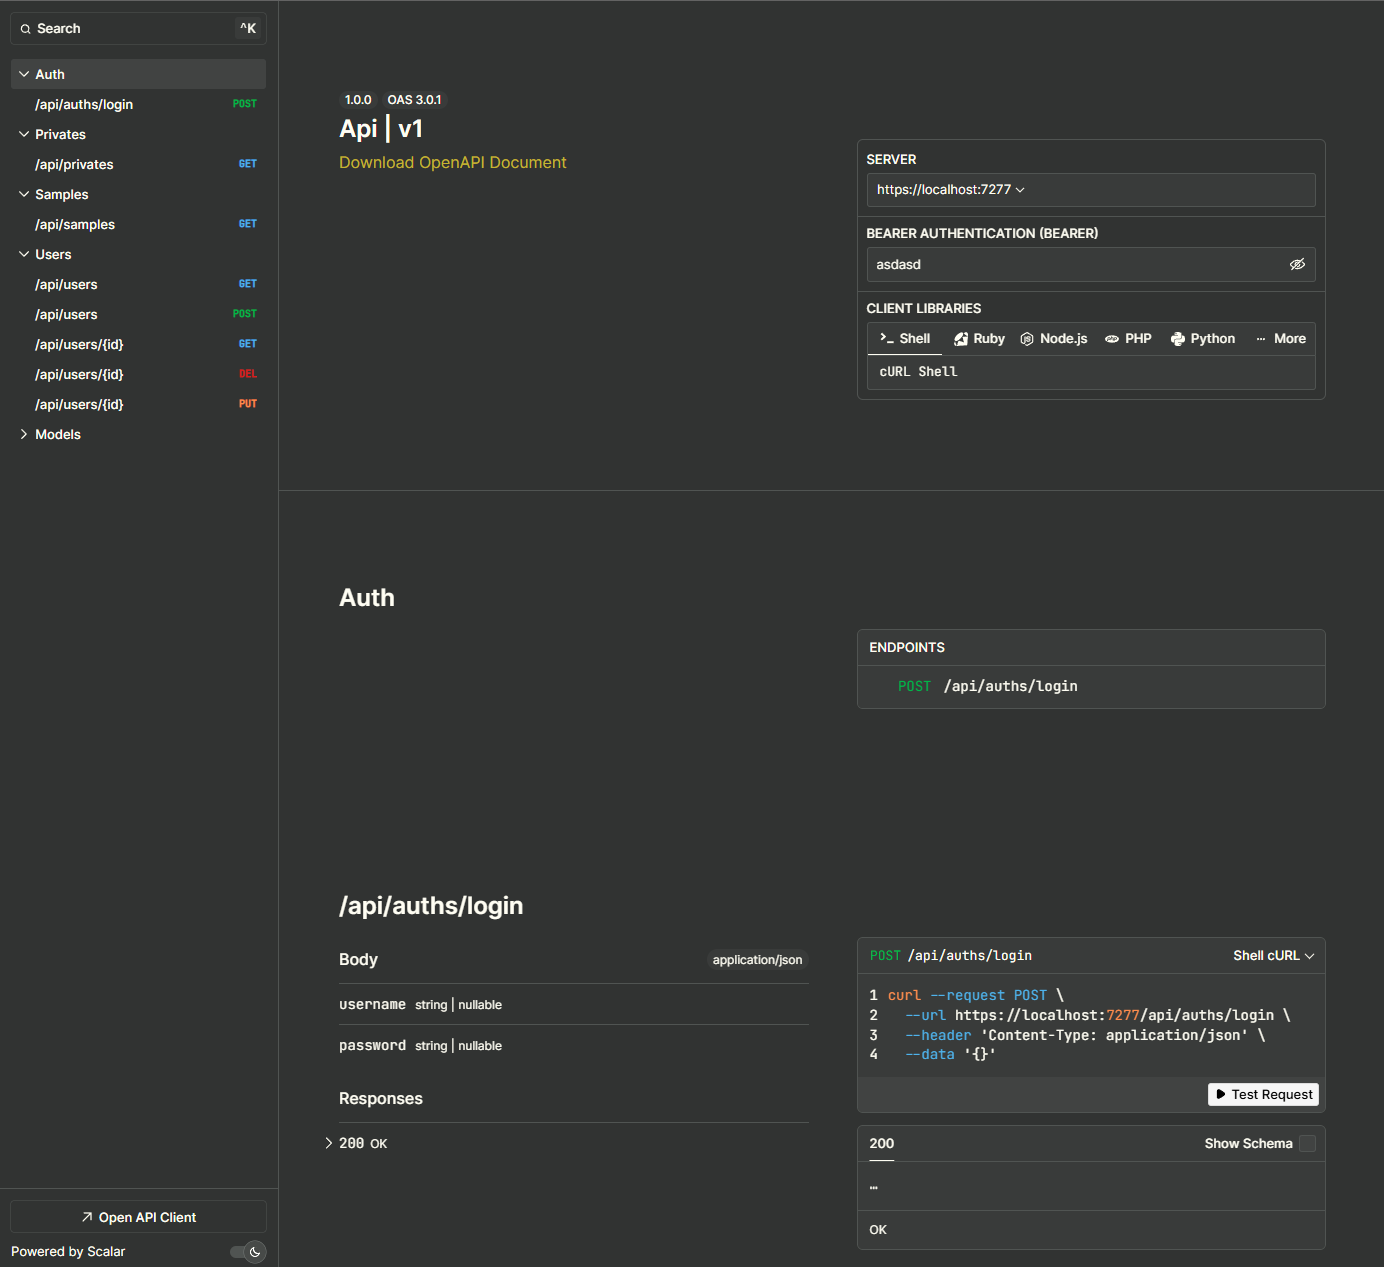 Search ^K
Auth
/api/auths/login POST
Privates
/api/privates GET
Samples
/api/samples GET
Users
/api/users GET
/api/users POST
/api/users/{id} GET
/api/users/{id} DEL
/api/users/{id} PUT
Models
Open API Client
Powered by Scalar
1.0.0 OAS 3.0.1
Api | v1
Download OpenAPI Document
SERVER
https://localhost:7277
BEARER AUTHENTICATION (BEARER)
asdasd
CLIENT LIBRARIES
Shell Ruby Node.js PHP Python ··· More
cURL Shell
Auth
ENDPOINTS
POST /api/auths/login
/api/auths/login
Body application/json
username string | nullable
password string | nullable
Responses
200 OK
POST /api/auths/login Shell cURL
1 curl --request POST \
2 --url https://localhost:7277/api/auths/login \
3 --header 'Content-Type: application/json' \
4 --data '{}'
Test Request
200 Show Schema
…
OK